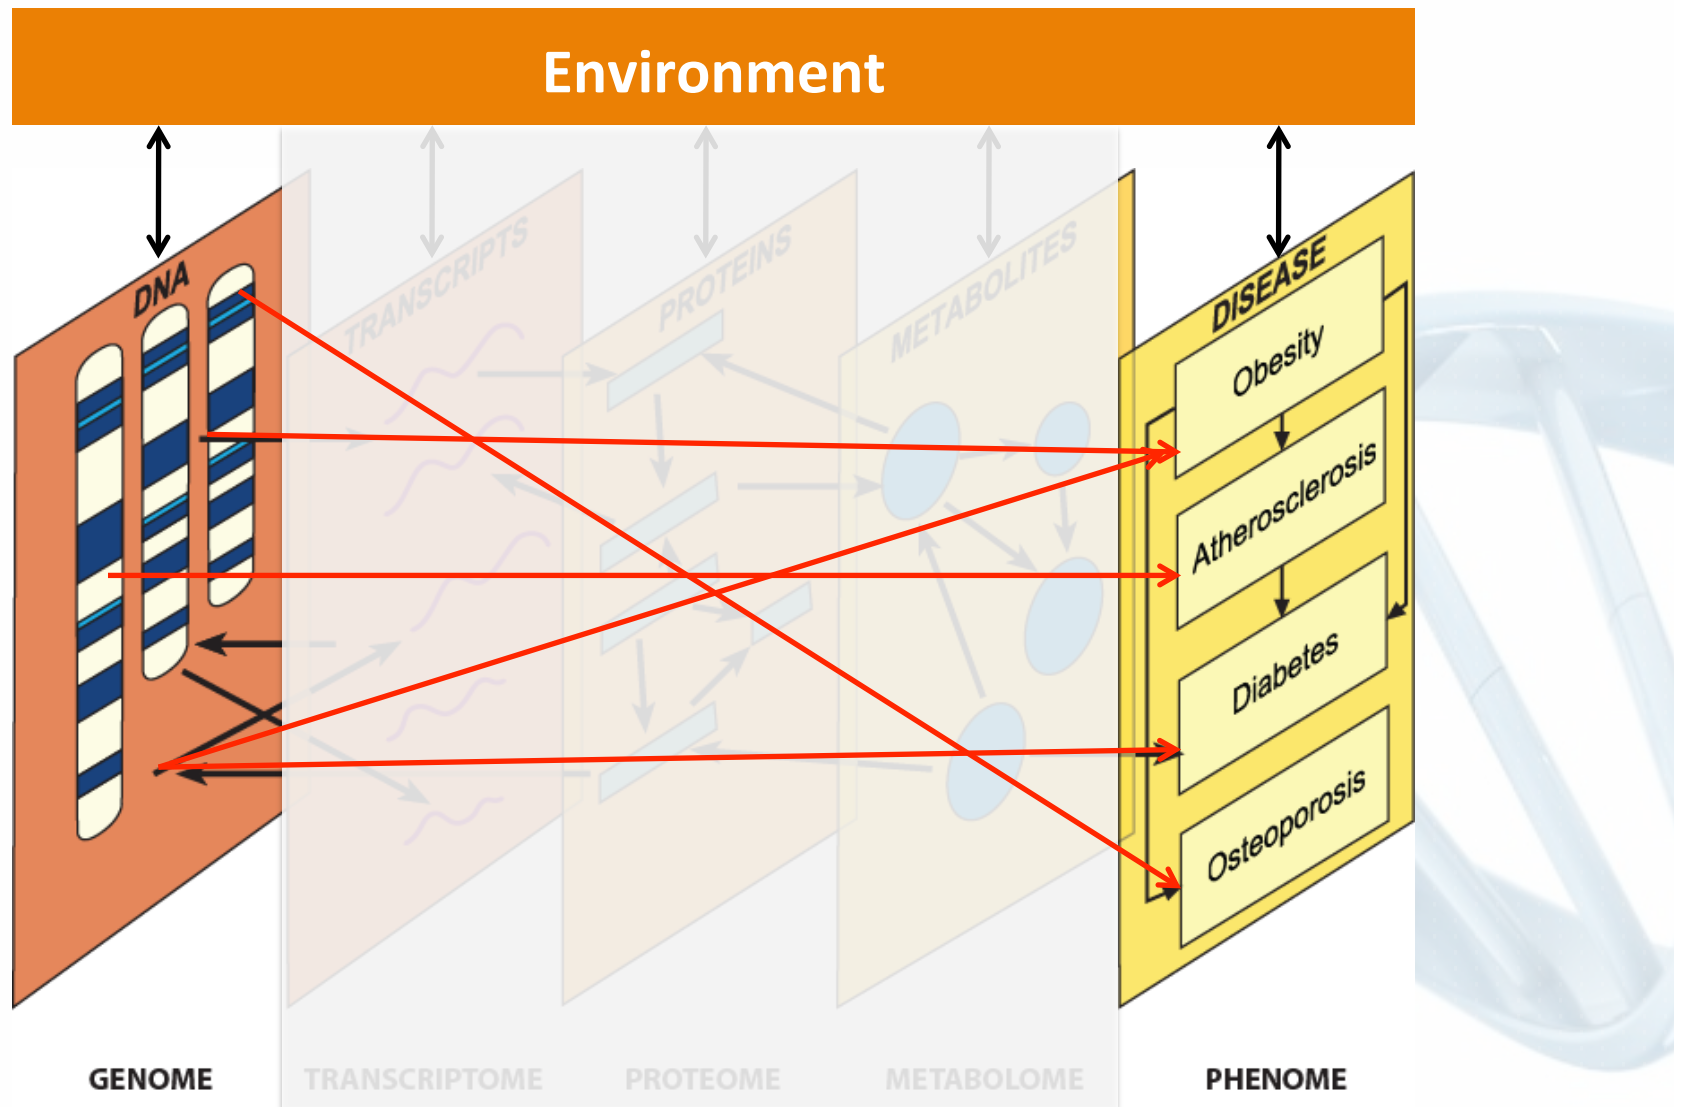 Environment
DNA
TRANSCRIPTS
PROTEINS
METABOLITES
DISEASE
Obesity
Atherosclerosis
Diabetes
Osteoporosis
GENOME
TRANSCRIPTOME
PROTEOME
METABOLOME
PHENOME